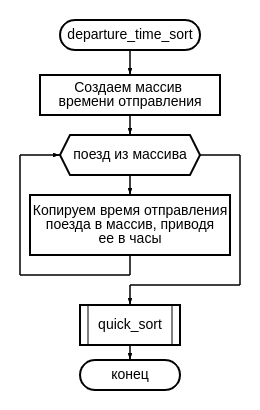 departure_time_sort
Создаем массив
времени отправления
поезд из массива
Копируем время отправления
поезда в массив, приводя
ее в часы
quick_sort
конец